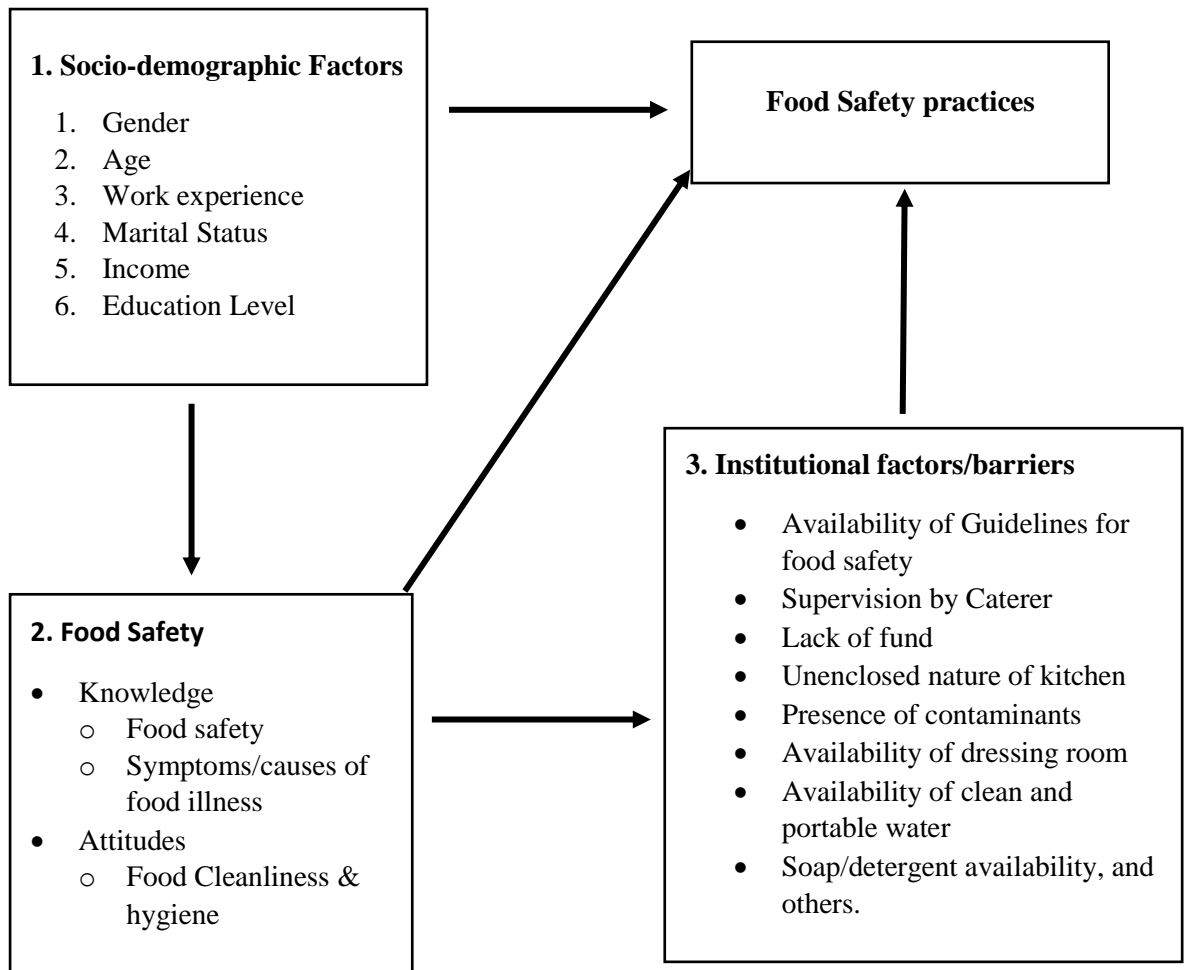 1. Socio-demographic Factors
1. Gender
2. Age
3. Work experience
4. Marital Status
5. Income
6. Education Level
Food Safety practices
2. Food Safety
• Knowledge
o Food safety
o Symptoms/causes of
food illness
• Attitudes
o Food Cleanliness &
hygiene
3. Institutional factors/barriers
• Availability of Guidelines for
food safety
• Supervision by Caterer
• Lack of fund
• Unenclosed nature of kitchen
• Presence of contaminants
• Availability of dressing room
• Availability of clean and
portable water
• Soap/detergent availability, and
others.